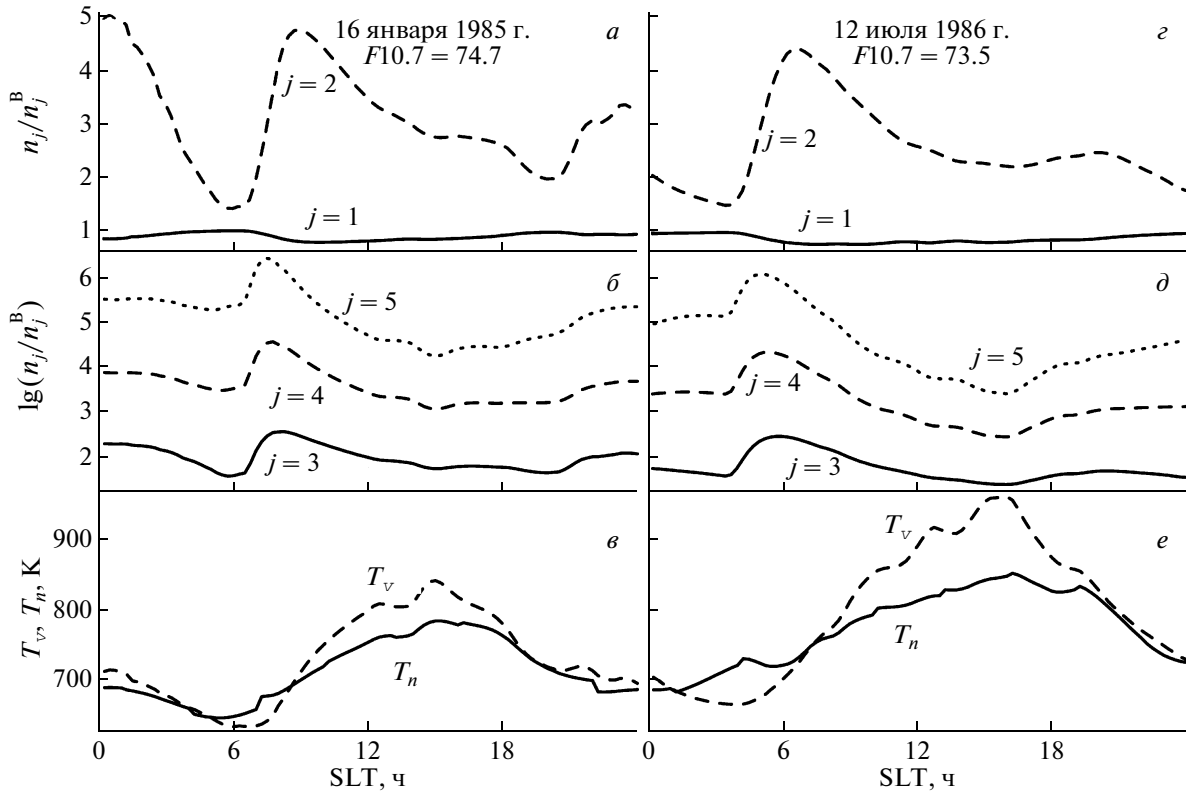 5
16 января 1985 г.
F10.7 = 74.7
а
12 июля 1986 г.
F10.7 = 73.5
г
4
j = 2
3
j = 2
n_j/n_j^B
2
j = 1
j = 1
1
6
б
д
j = 5
5
j = 5
lg(n_j/n_j^B)
4
j = 4
j = 4
3
2
j = 3
j = 3
900
в
T_v
е
T_v, T_n, К
T_v
800
T_n
T_n
700
0 6 12 18 0 6 12 18
SLT, ч SLT, ч